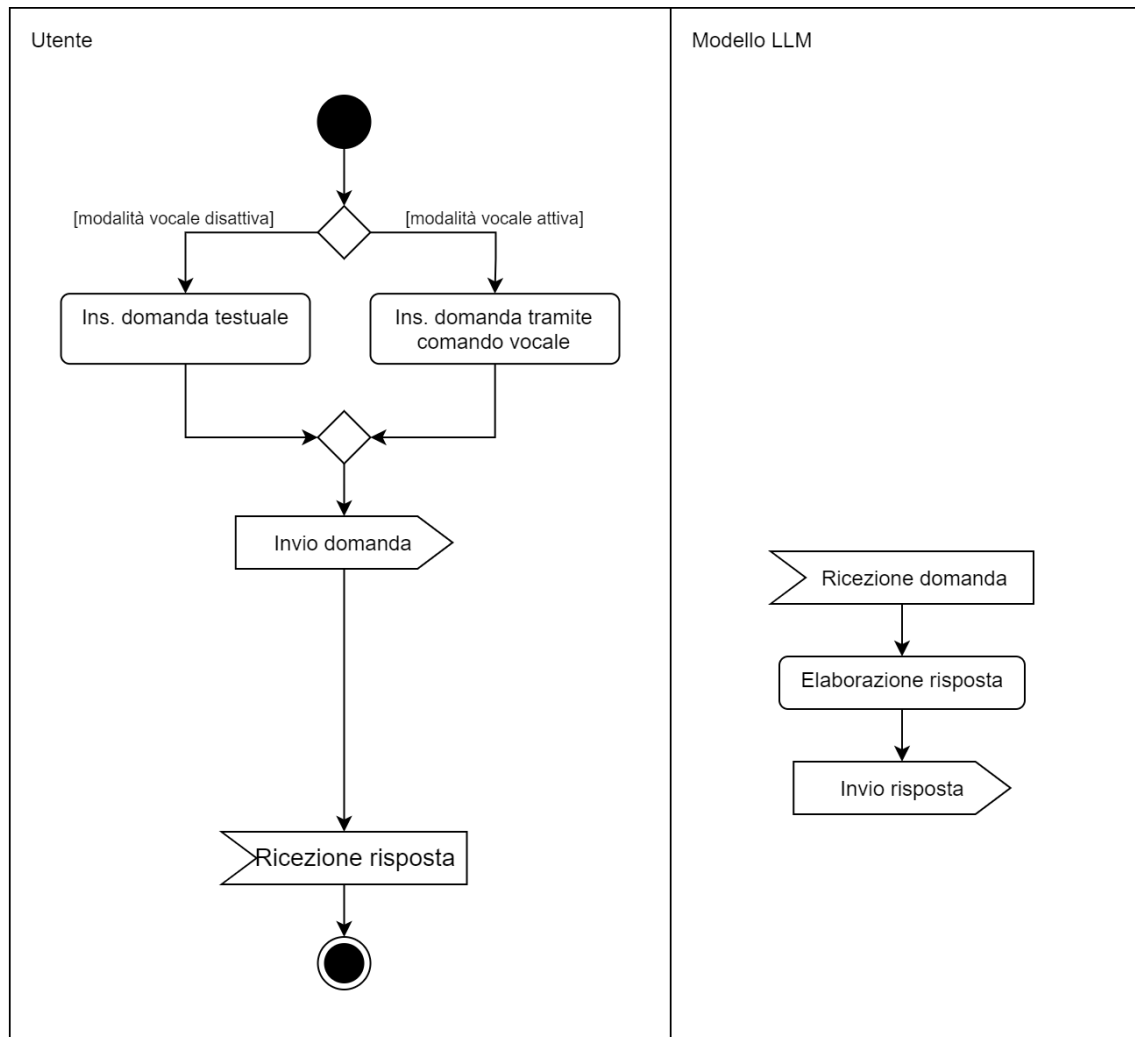 Utente
Modello LLM
[modalità vocale disattiva]
[modalità vocale attiva]
Ins. domanda testuale
Ins. domanda tramite
comando vocale
Invio domanda
Ricezione domanda
Elaborazione risposta
Invio risposta
Ricezione risposta